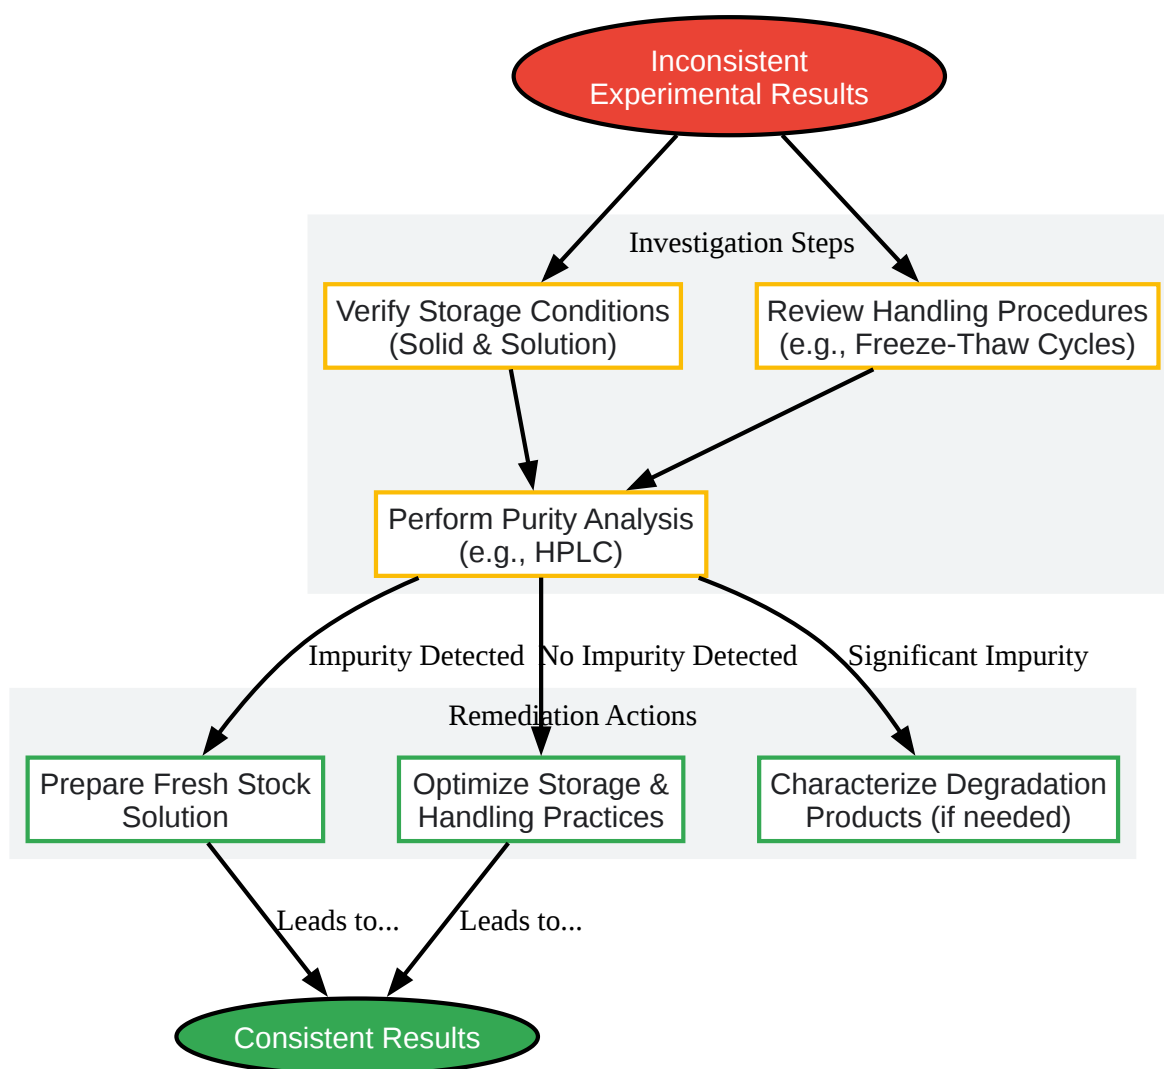 Inconsistent
Experimental Results
Investigation Steps
Verify Storage Conditions
(Solid & Solution)
Review Handling Procedures
(e.g., Freeze-Thaw Cycles)
Perform Purity Analysis
(e.g., HPLC)
Impurity Detected
No Impurity Detected
Significant Impurity
Remediation Actions
Prepare Fresh Stock
Solution
Optimize Storage &
Handling Practices
Characterize Degradation
Products (if needed)
Leads to...
Leads to...
Consistent Results